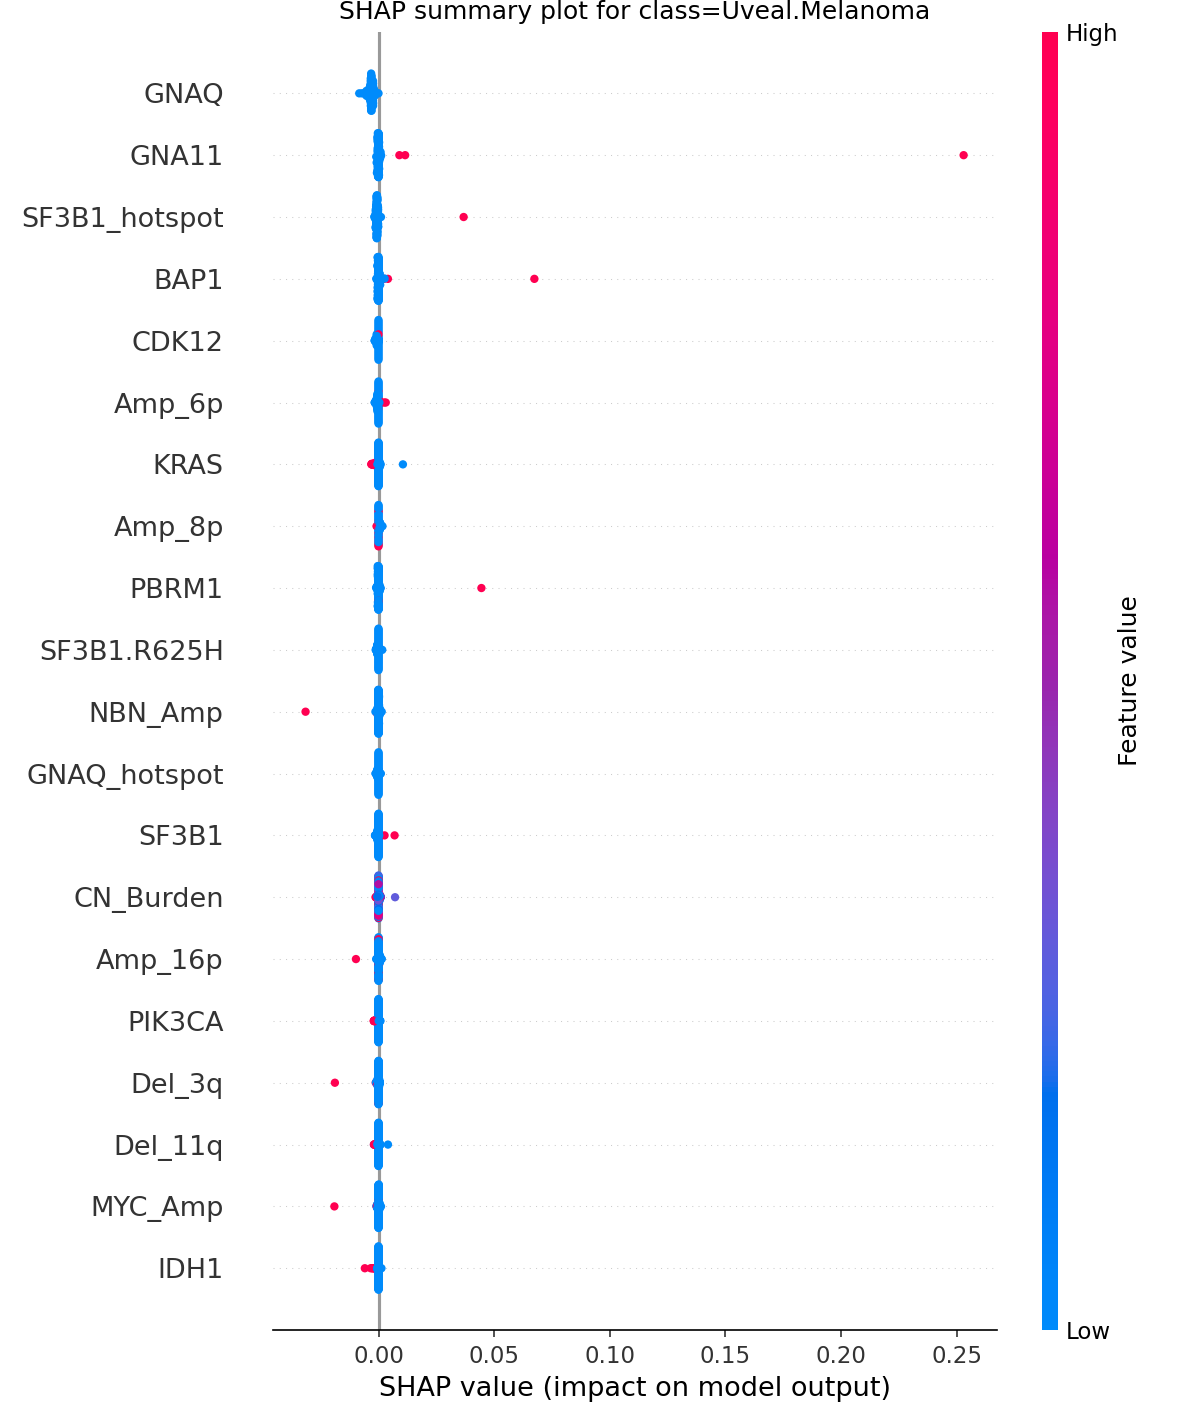 SHAP summary plot for class=Uveal.Melanoma
High
GNAQ
GNA11
SF3B1_hotspot
BAP1
CDK12
Amp_6p
KRAS
Amp_8p
PBRM1
SF3B1.R625H
NBN_Amp
GNAQ_hotspot
SF3B1
CN_Burden
Amp_16p
PIK3CA
Del_3q
Del_11q
MYC_Amp
IDH1
Feature value
Low
0.00 0.05 0.10 0.15 0.20 0.25
SHAP value (impact on model output)